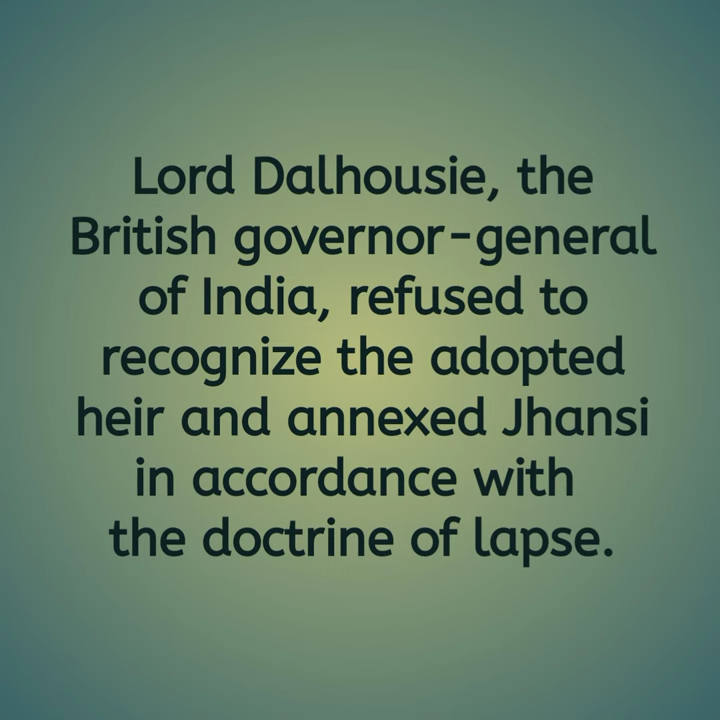 Lord Dalhousie, the
British governor-general
of India, refused to
recognize the adopted
heir and annexed Jhansi
in accordance with
the doctrine of lapse.